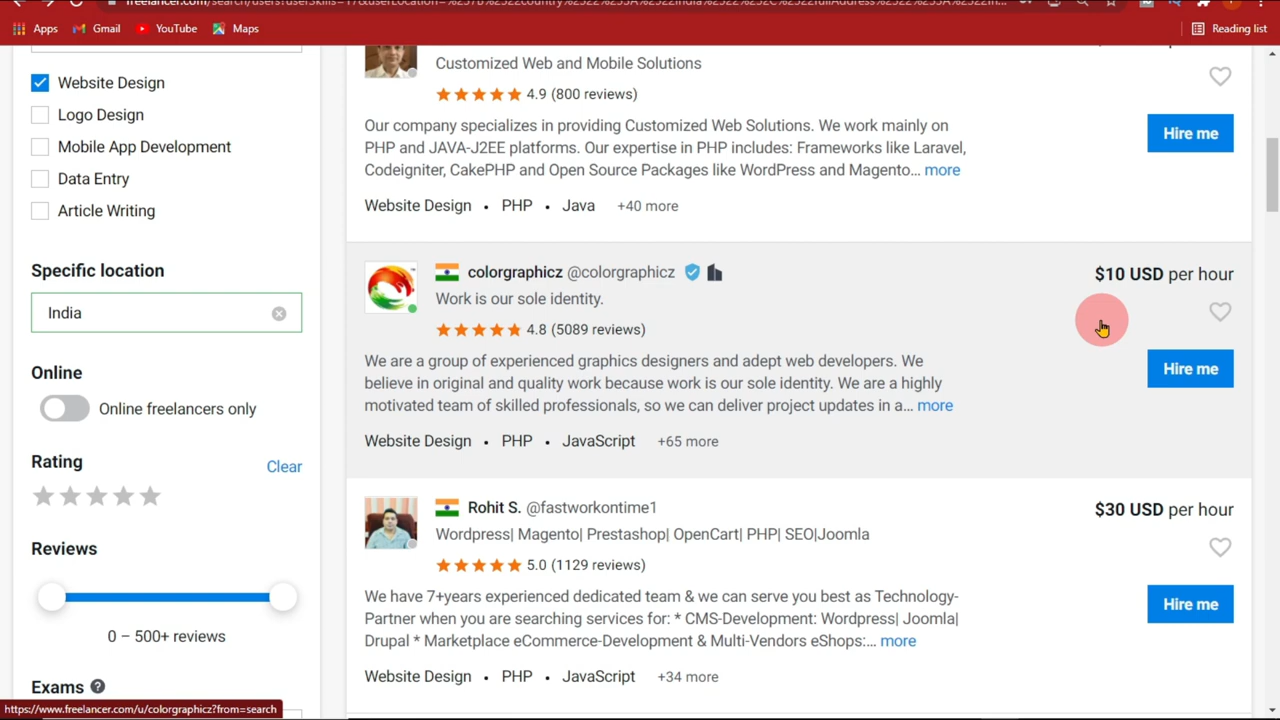 Apps Gmail YouTube Maps Reading list
Website Design
Logo Design
Mobile App Development
Data Entry
Article Writing
Specific location
India
Online
Online freelancers only
Rating Clear
Reviews
0 – 500+ reviews
Exams
Customized Web and Mobile Solutions
4.9 (800 reviews)
Our company specializes in providing Customized Web Solutions. We work mainly on
PHP and JAVA-J2EE platforms. Our expertise in PHP includes: Frameworks like Laravel,
Codeigniter, CakePHP and Open Source Packages like WordPress and Magento... more
Website Design • PHP • Java +40 more
Hire me
colorgraphicz @colorgraphicz
Work is our sole identity.
4.8 (5089 reviews)
We are a group of experienced graphics designers and adept web developers. We
believe in original and quality work because work is our sole identity. We are a highly
motivated team of skilled professionals, so we can deliver project updates in a... more
Website Design • PHP • JavaScript +65 more
$10 USD per hour
Hire me
Rohit S. @fastworkontime1
Wordpress| Magento| Prestashop| OpenCart| PHP| SEO|Joomla
5.0 (1129 reviews)
We have 7+years experienced dedicated team & we can serve you best as Technology-
Partner when you are searching services for: * CMS-Development: Wordpress| Joomla|
Drupal * Marketplace eCommerce-Development & Multi-Vendors eShops:... more
Website Design • PHP • JavaScript +34 more
$30 USD per hour
Hire me
https://www.freelancer.com/u/colorgraphicz?from=search